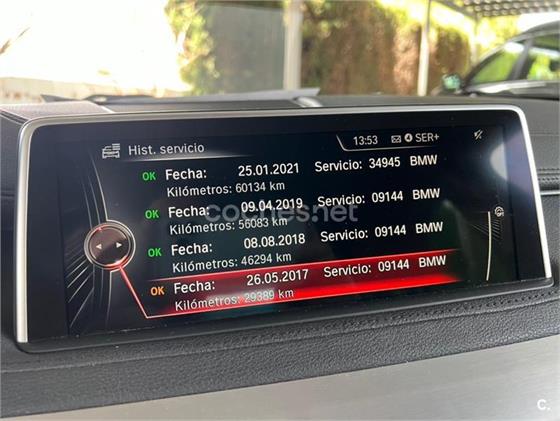 Hist. servicio
13:53 4 SER+
OK Fecha: 25.01.2021 Servicio: 34945 BMW
Kilómetros: 60134 km
OK Fecha: 09.04.2019 Servicio: 09144 BMW
Kilómetros: 56083 km
coches.net
OK Fecha: 08.08.2018 Servicio: 09144 BMW
Kilómetros: 46294 km
OK Fecha: 26.05.2017 Servicio: 09144 BMW
Kilómetros: 29389 km
C.